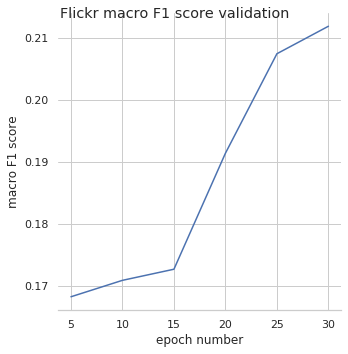 Flickr macro F1 score validation
macro F1 score
0.21
0.20
0.19
0.18
0.17
5 10 15 20 25 30
epoch number